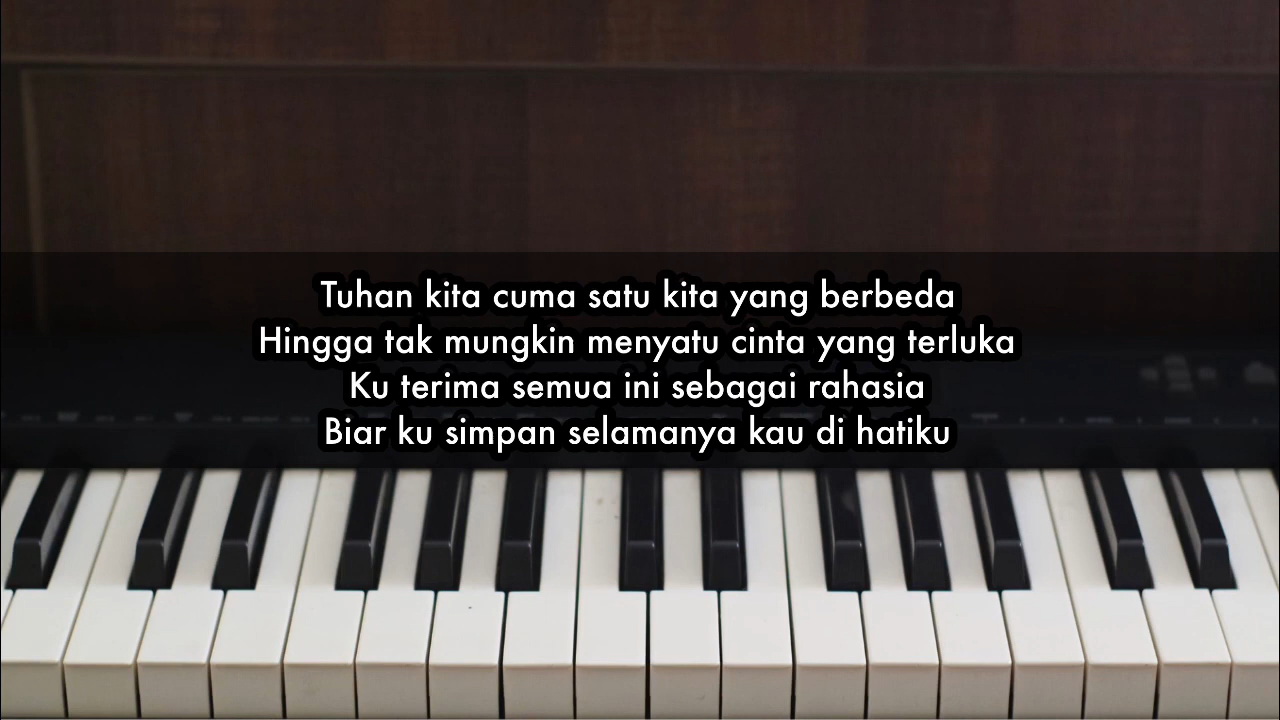 Tuhan kita cuma satu kita yang berbeda
Hingga tak mungkin menyatu cinta yang terluka
Ku terima semua ini sebagai rahasia
Biar ku simpan selamanya kau di hatiku